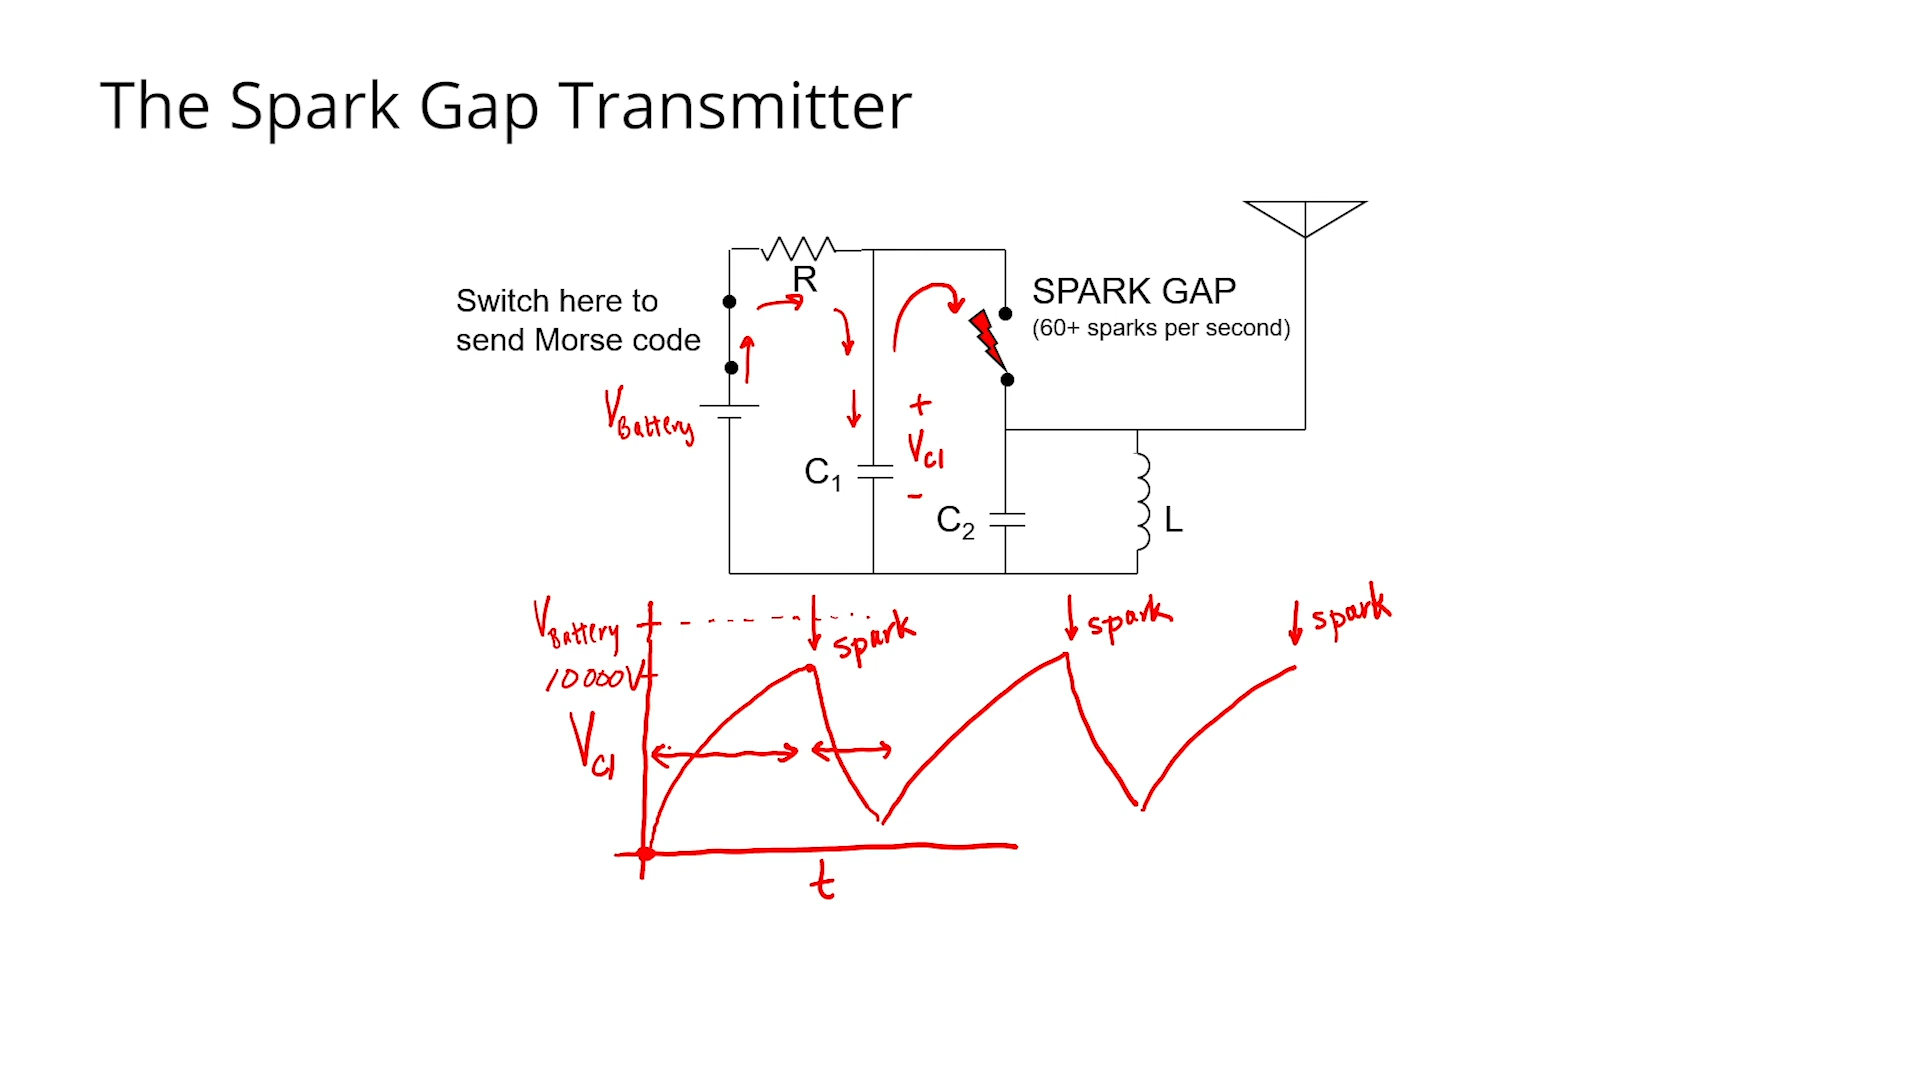 The Spark Gap Transmitter
R
Switch here to
send Morse code
SPARK GAP
(60+ sparks per second)
VBattery
+
VC1
-
C1
C2
L
VBattery
10000V
VC1
spark
spark
spark
t